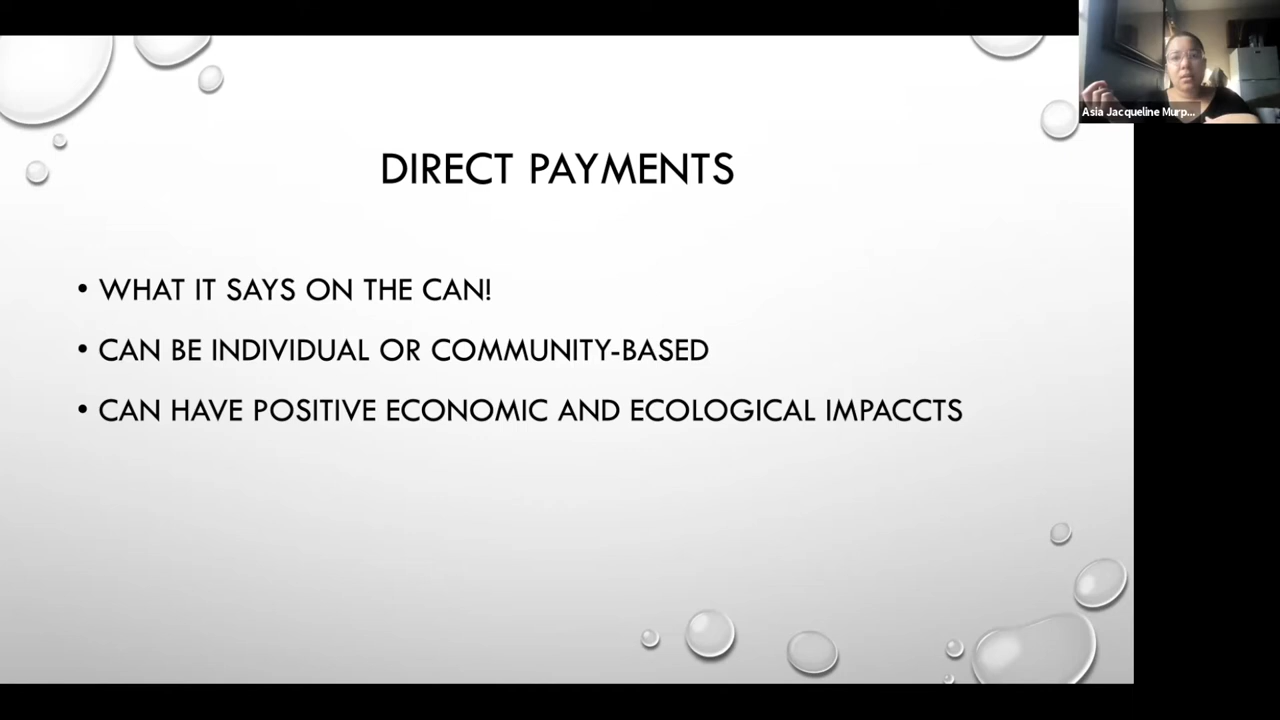 Asia Jacqueline Murp...
DIRECT PAYMENTS
• WHAT IT SAYS ON THE CAN!
• CAN BE INDIVIDUAL OR COMMUNITY-BASED
• CAN HAVE POSITIVE ECONOMIC AND ECOLOGICAL IMPACCTS